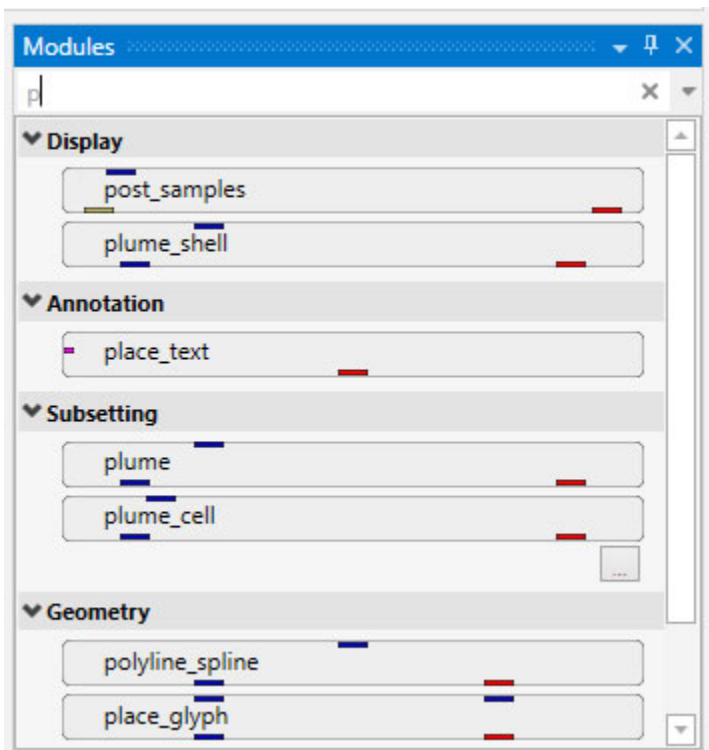 Modules
p
Display
post_samples
plume_shell
Annotation
place_text
Subsetting
plume
plume_cell
...
Geometry
polyline_spline
place_glyph